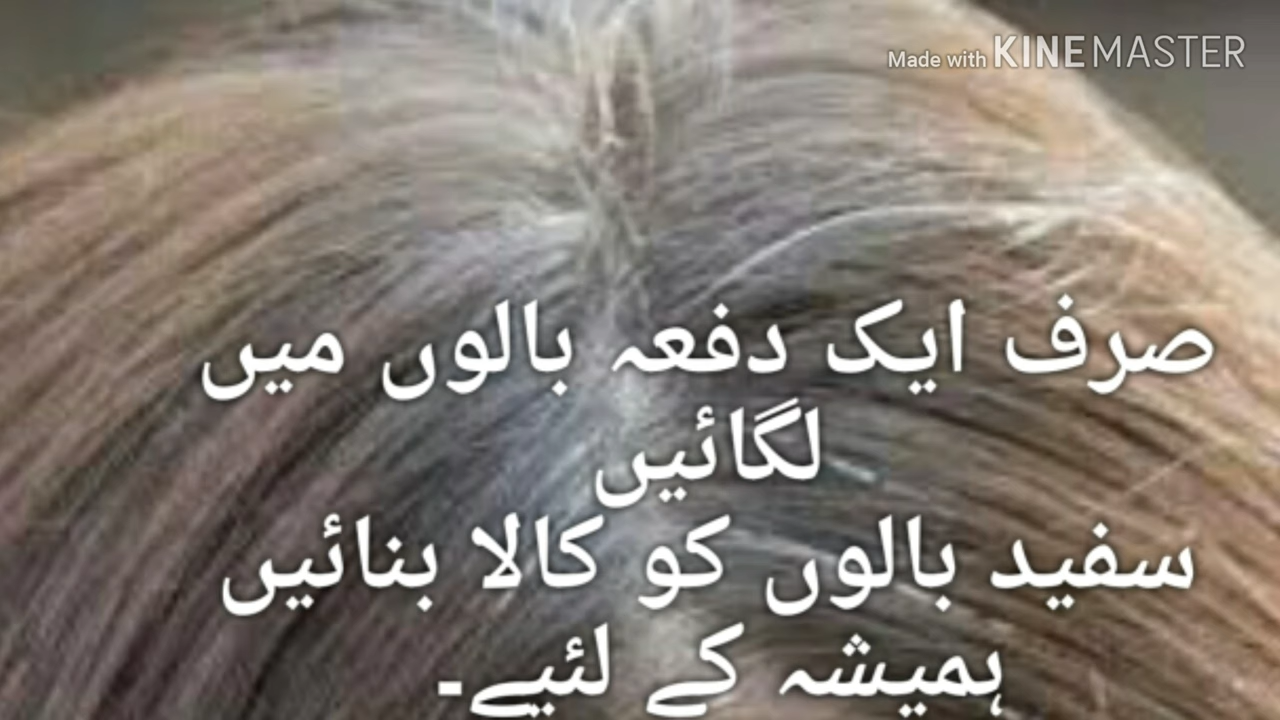 Made with KINEMASTER
صرف ایک دفعہ بالوں میں
لگائیں
سفید بالوں کو کالا بنائیں
ہمیشہ کے لئیے۔